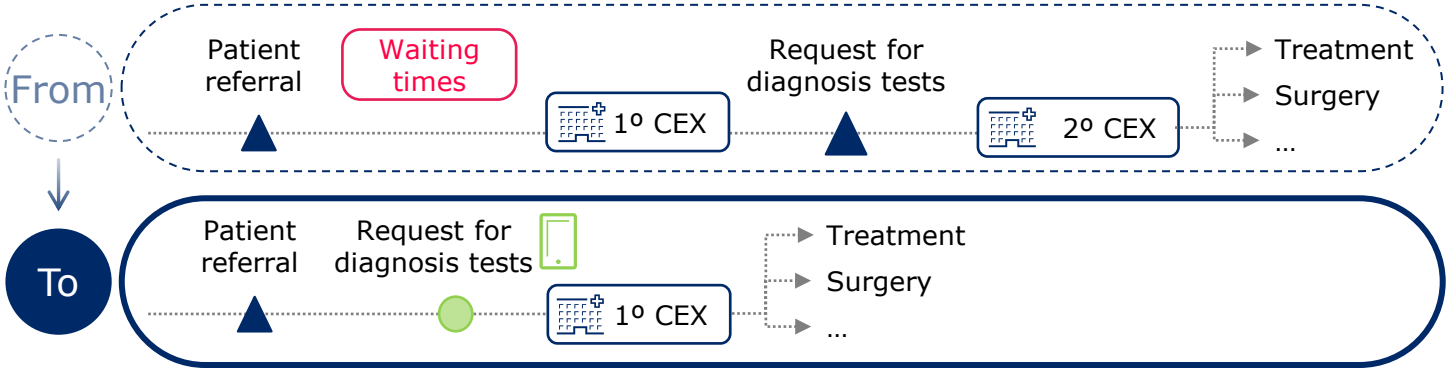 From
Patient
referral
Waiting
times
1º CEX
Request for
diagnosis tests
2º CEX
Treatment
Surgery
...
To
Patient
referral
Request for
diagnosis tests
1º CEX
Treatment
Surgery
...